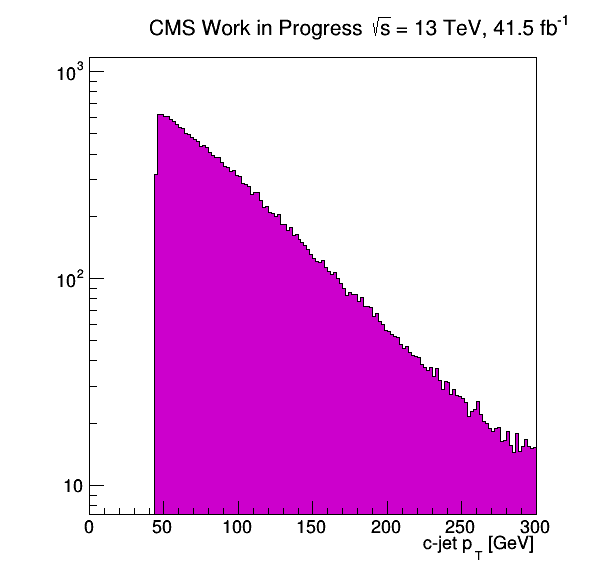 CMS Work in Progress √s = 13 TeV, 41.5 fb⁻¹
10³
10²
10
0 50 100 150 200 250 300
c-jet p_T [GeV]